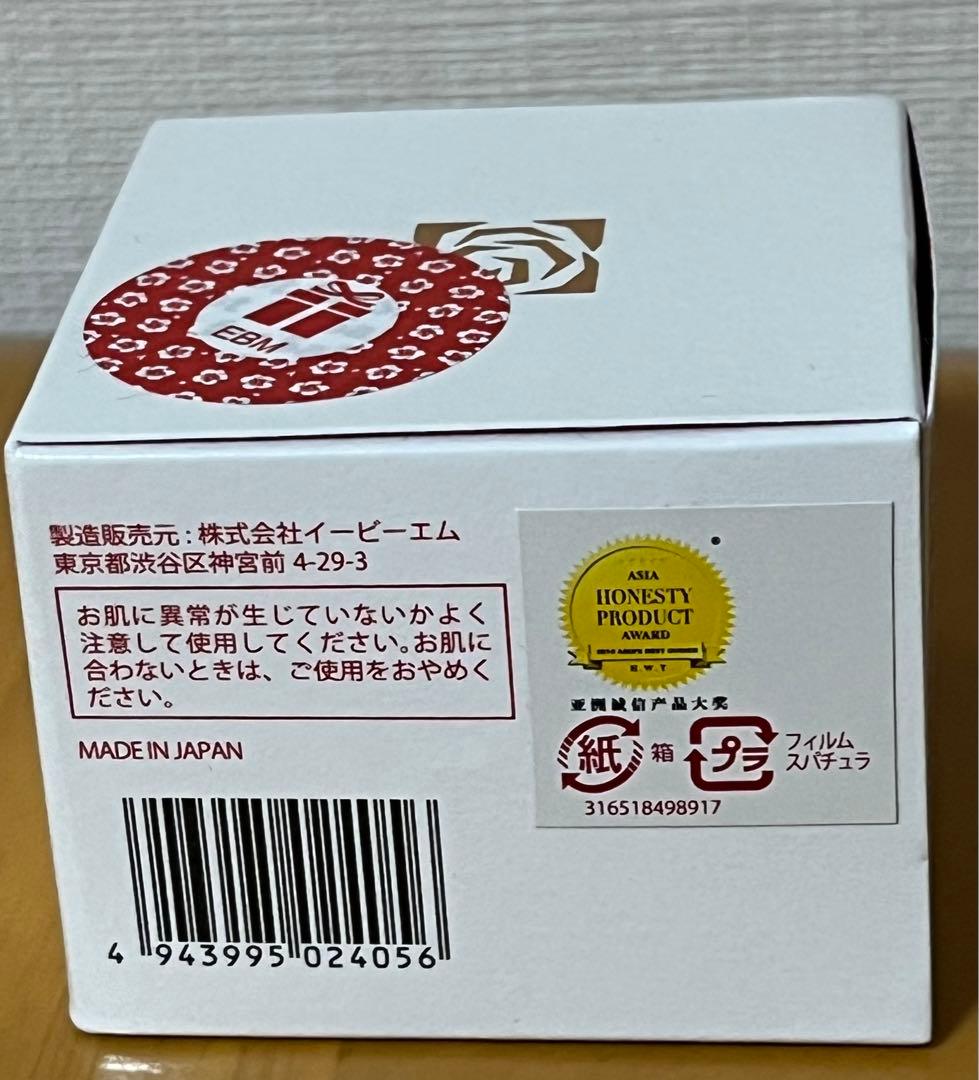 EBM
製造販売元:株式会社イービーエム
東京都渋谷区神宮前 4-29-3
お肌に異常が生じていないかよく
注意して使用してください。お肌に
合わないときは、ご使用をおやめく
ださい。
MADE IN JAPAN
4 943995 024056
ASIA
HONESTY
PRODUCT
AWARD
亚洲诚信产品大奖
紙 箱 プラ フィルム
スパチュラ
316518498917